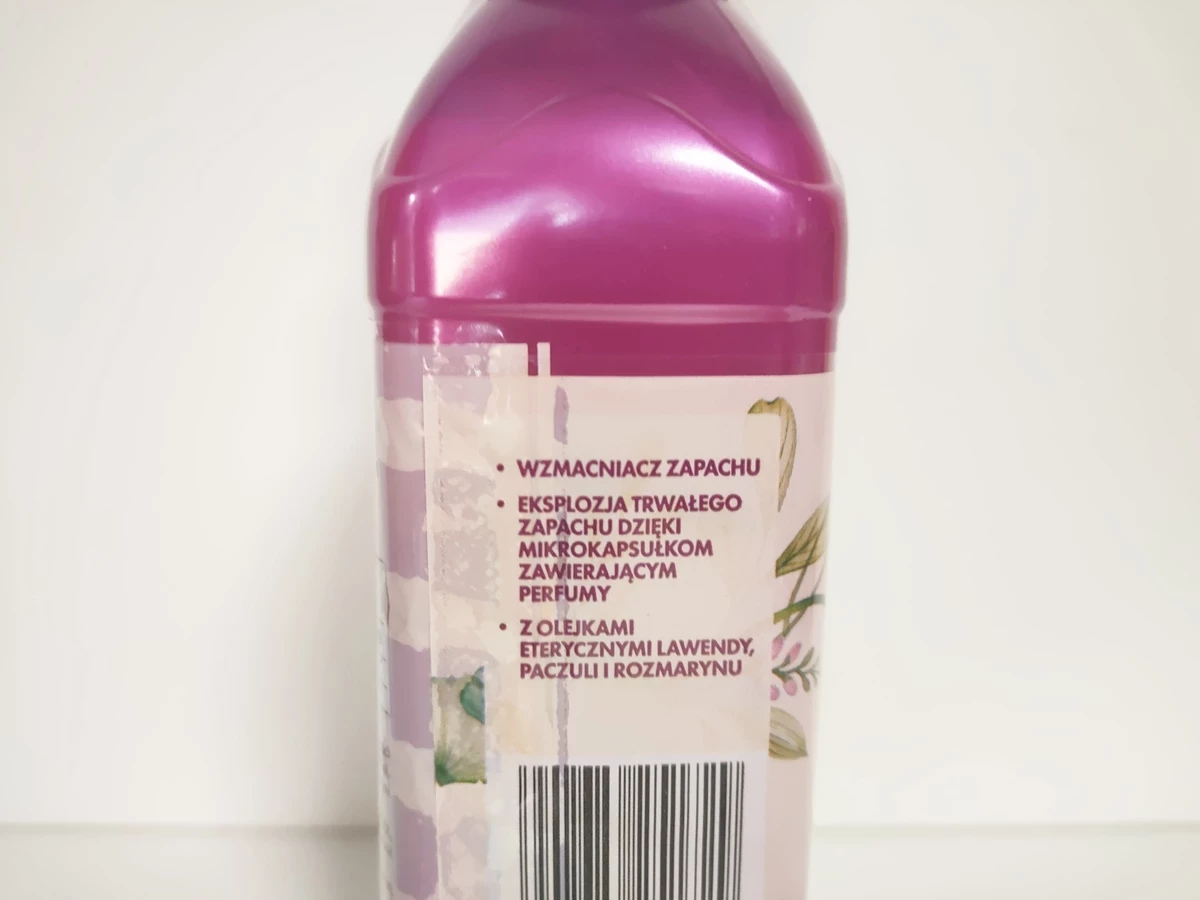 • WZMACNIACZ ZAPACHU
• EKSPLOZJA TRWAŁEGO
ZAPACHU DZIĘKI
MIKROKAPSUŁKOM
ZAWIERAJĄCYM
PERFUMY
• Z OLEJKAMI
ETERYCZNYMI LAWENDY,
PACZULI I ROZMARYNU